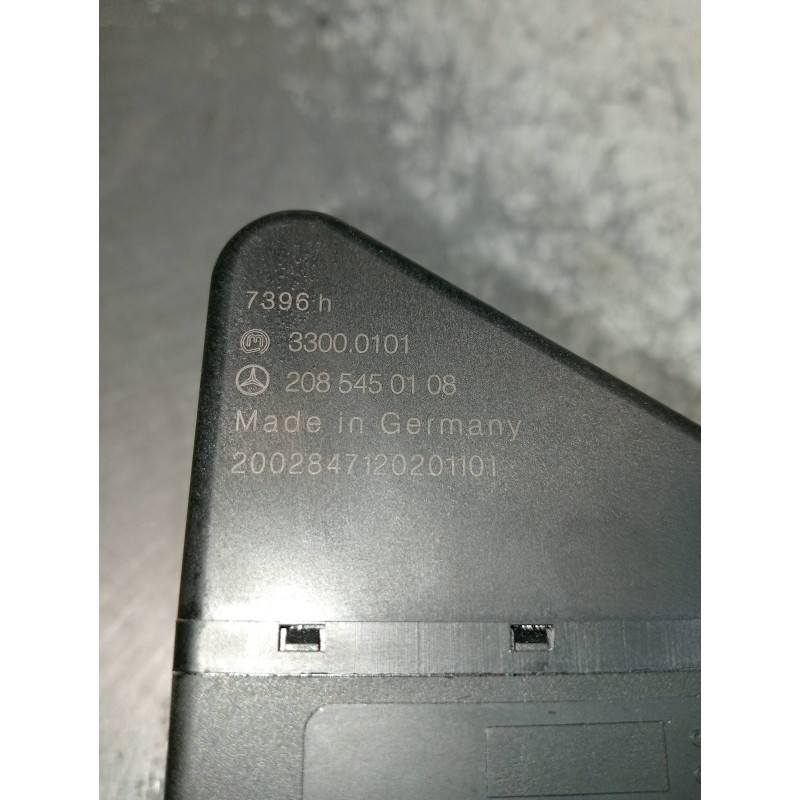 7396 h
m 3300.0101
208 545 01 08
Made in Germany
2002847120201101